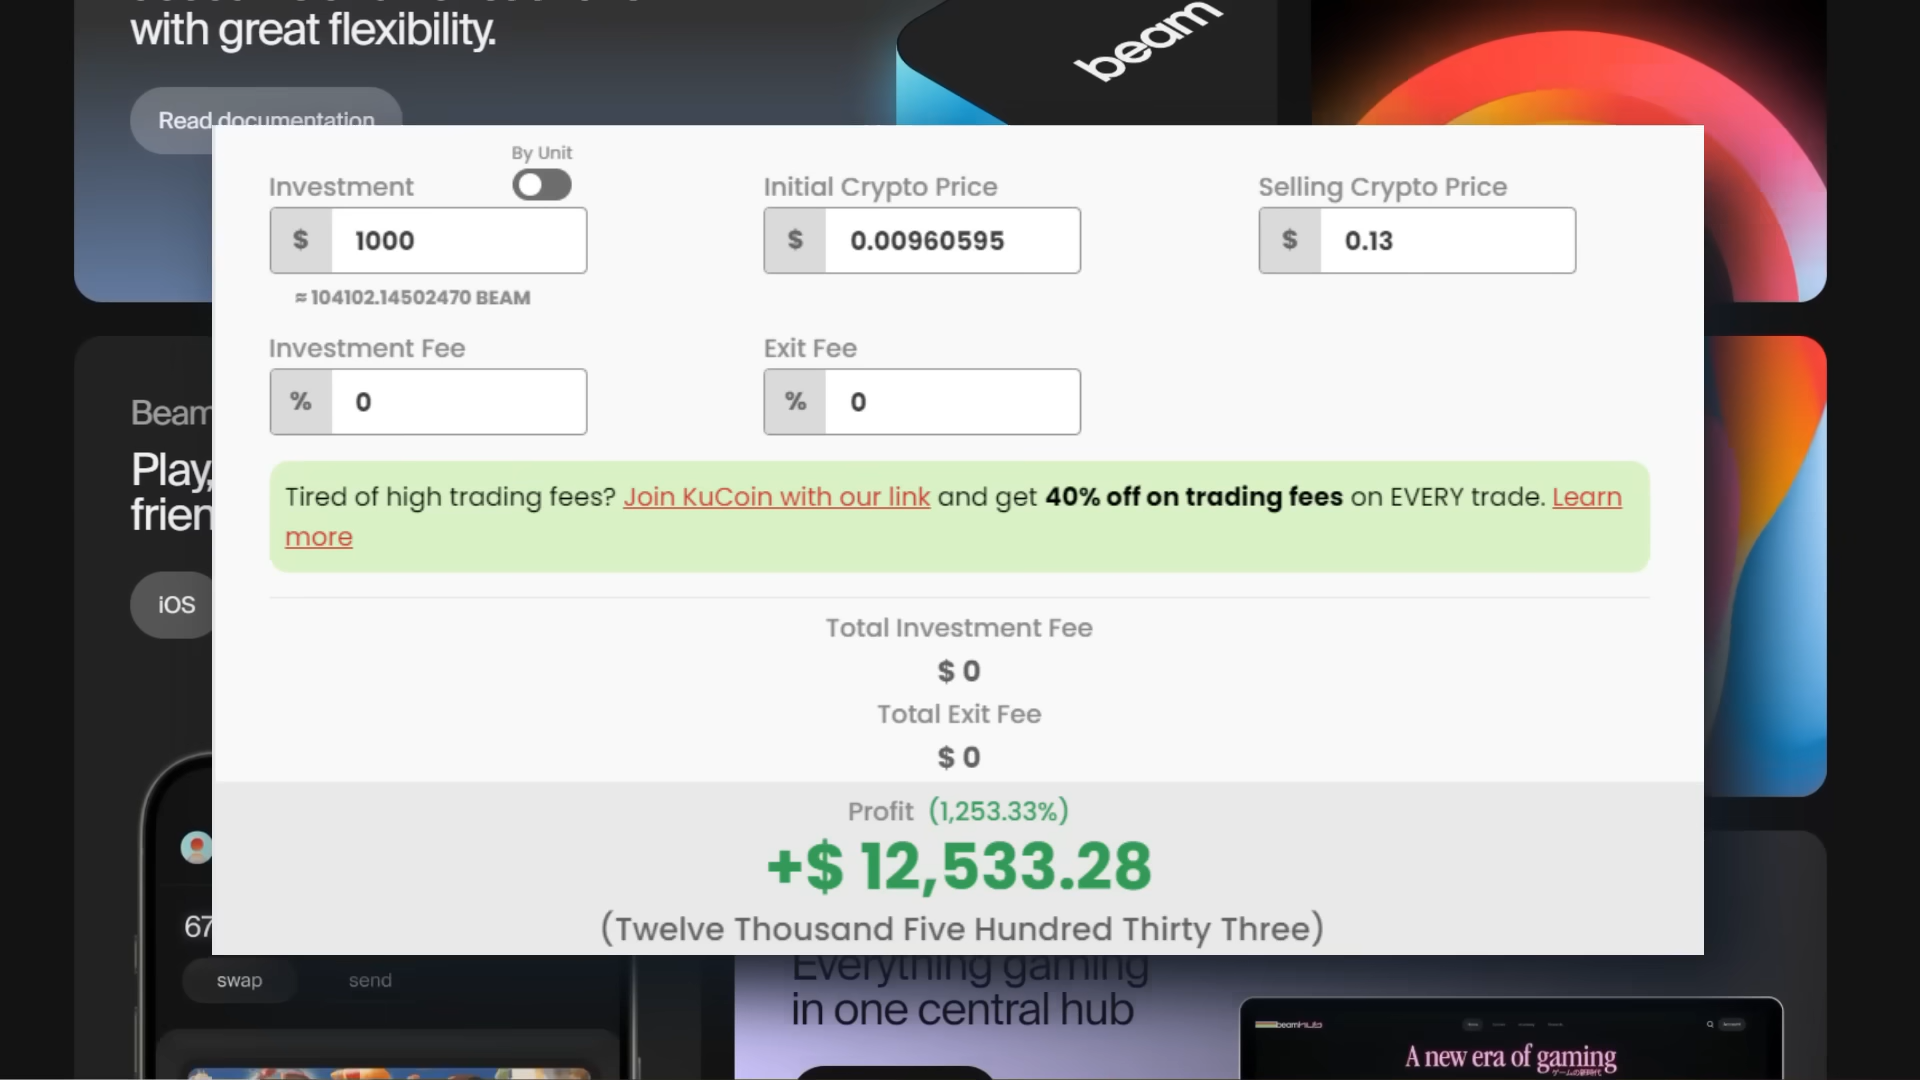 with great flexibility.
beam
Read documentation
By Unit
Investment
Initial Crypto Price
Selling Crypto Price
$ 1000
$ 0.00960595
$ 0.13
≈ 104102.14502470 BEAM
Investment Fee
Exit Fee
% 0
% 0
Beam
Play,
frien
iOS
Tired of high trading fees? Join KuCoin with our link and get 40% off on trading fees on EVERY trade. Learn
more
Total Investment Fee
$ 0
Total Exit Fee
$ 0
Profit (1,253.33%)
+$ 12,533.28
(Twelve Thousand Five Hundred Thirty Three)
67
swap
send
Everything gaming
in one central hub
beamhub
A new era of gaming